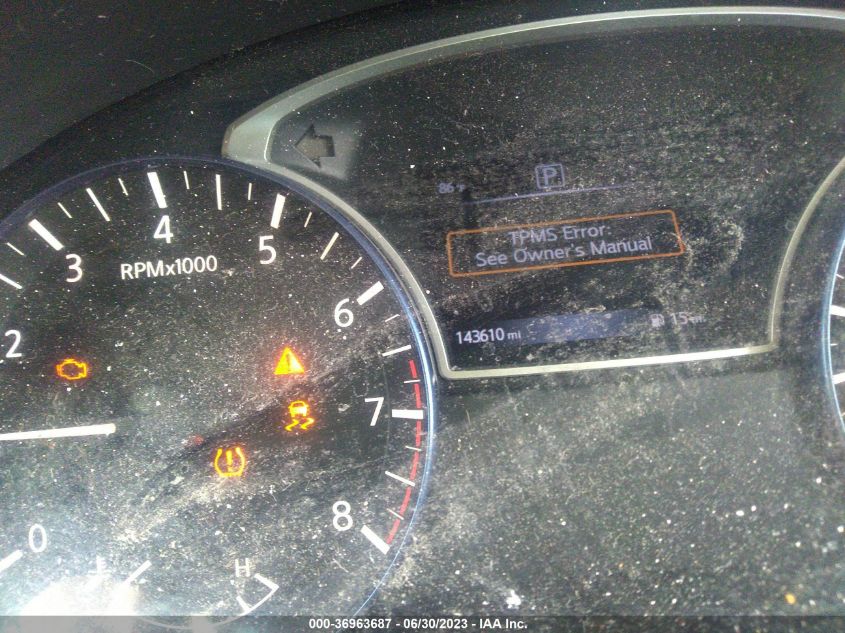 P
86°F
TPMS Error:
See Owner's Manual
143610 mi
15
4
3
5
RPMx1000
6
2
7
8
0
H
000-36963687 - 06/30/2023 - IAA Inc.